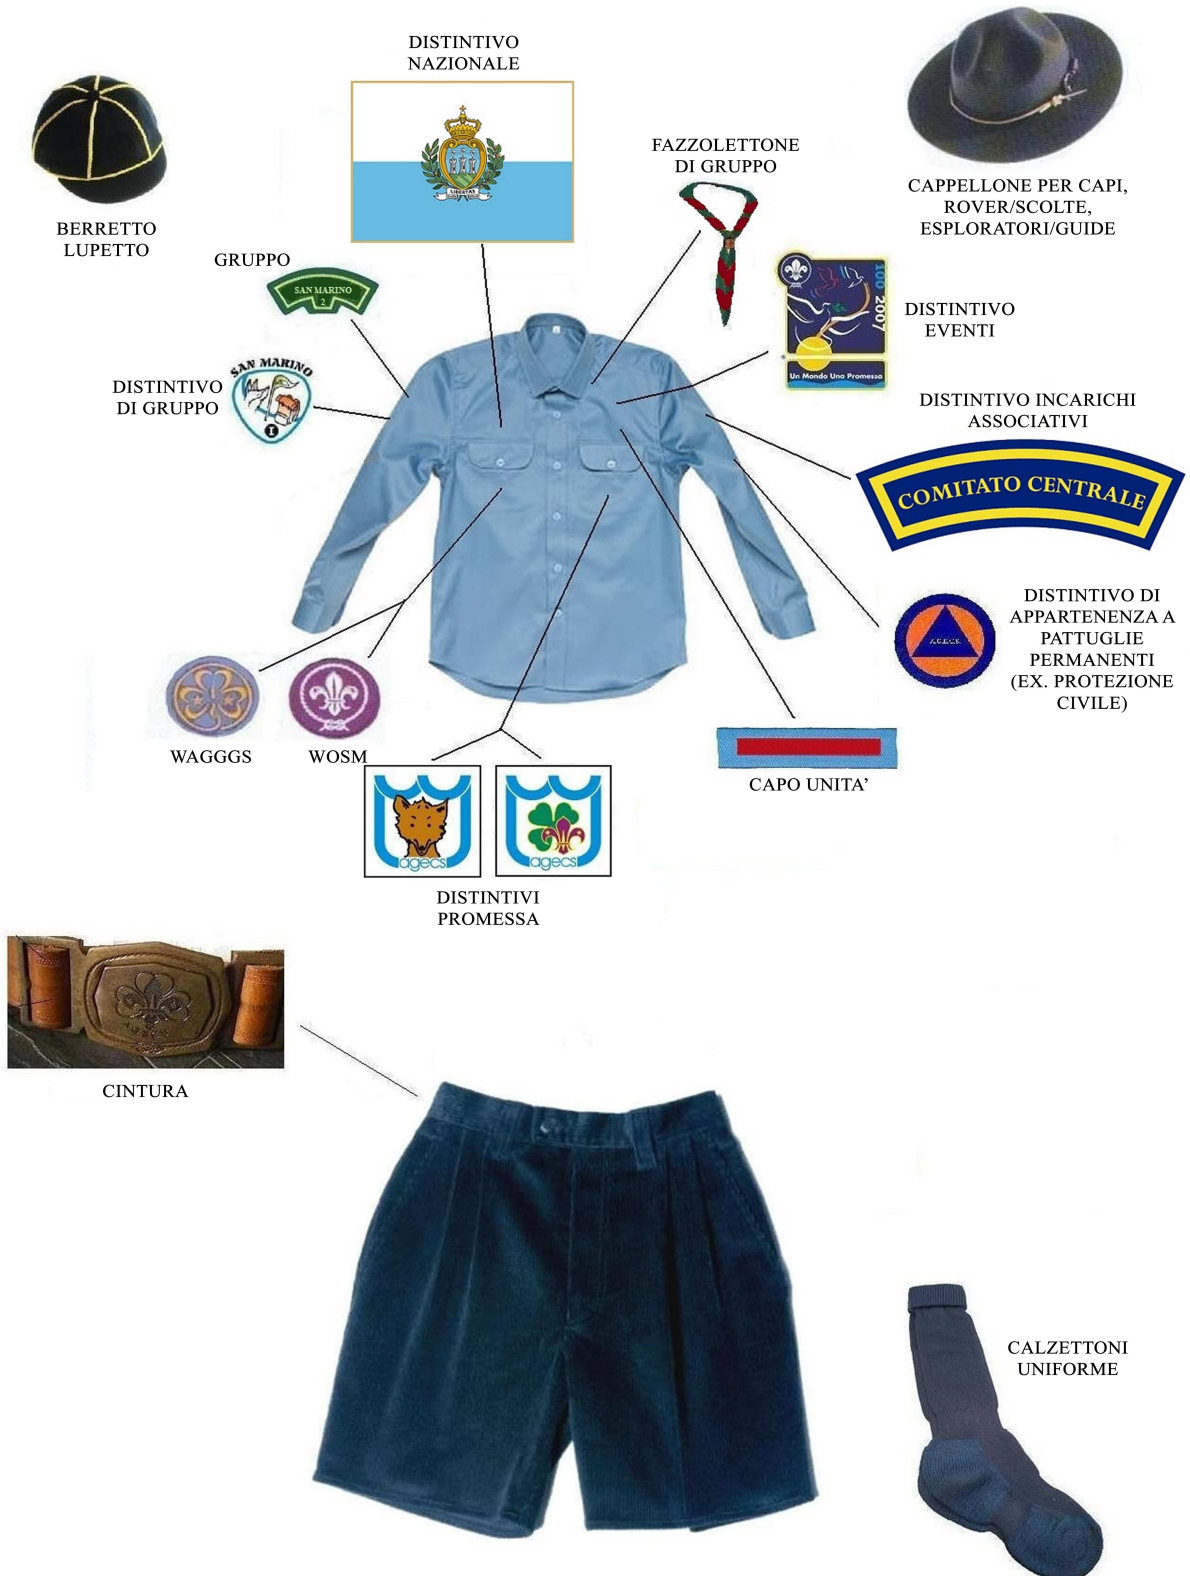 DISTINTIVO
NAZIONALE
LIBERTAS
BERRETTO
LUPETTO
FAZZOLETTONE
DI GRUPPO
CAPPELLONE PER CAPI,
ROVER/SCOLTE,
ESPLORATORI/GUIDE
GRUPPO
SAN MARINO
2
DISTINTIVO
DI GRUPPO
SAN MARINO
I
100 2007
Un Mondo Una Promessa
DISTINTIVO
EVENTI
DISTINTIVO INCARICHI
ASSOCIATIVI
COMITATO CENTRALE
A.G.E.C.S.
DISTINTIVO DI
APPARTENENZA A
PATTUGLIE
PERMANENTI
(EX. PROTEZIONE
CIVILE)
WAGGGS
WOSM
CAPO UNITA’
agecs
agecs
DISTINTIVI
PROMESSA
CINTURA
CALZETTONI
UNIFORME